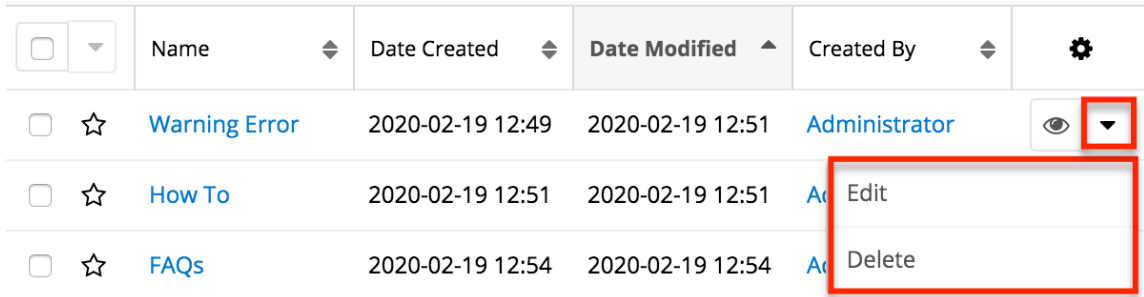 Name Date Created Date Modified Created By
Warning Error 2020-02-19 12:49 2020-02-19 12:51 Administrator
How To 2020-02-19 12:51 2020-02-19 12:51
Edit
FAQs 2020-02-19 12:54 2020-02-19 12:54
Delete